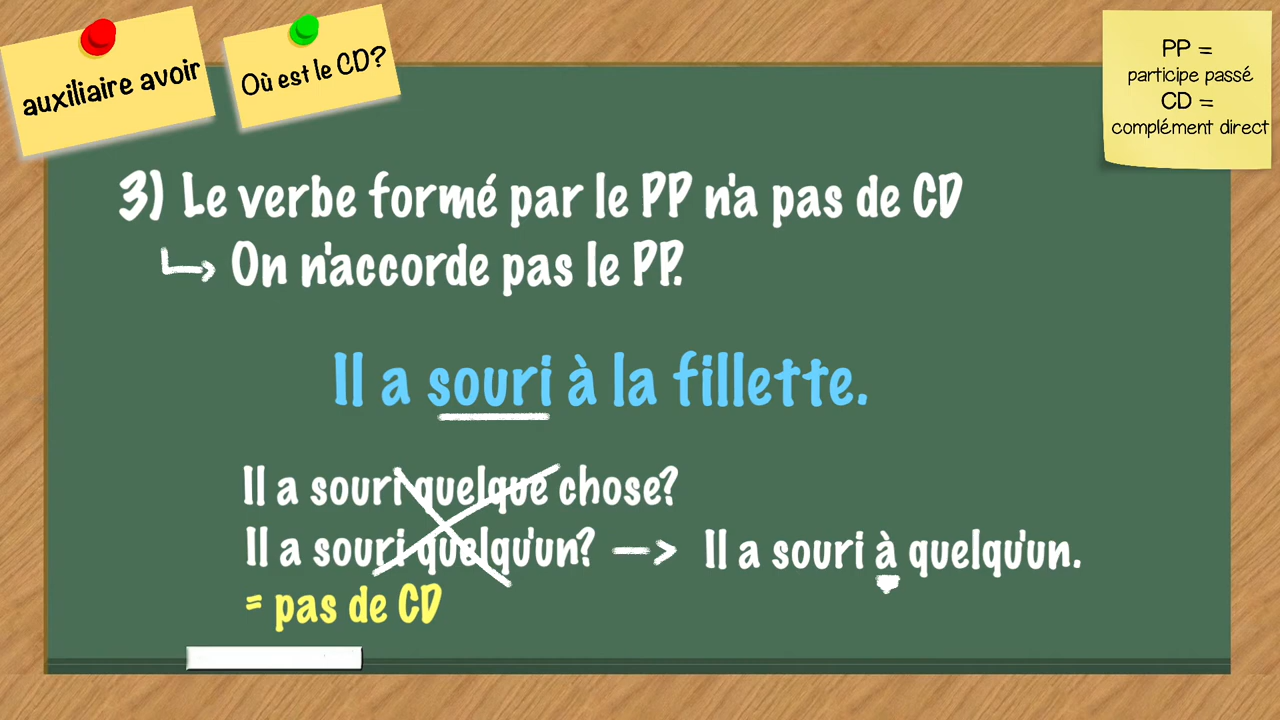 auxiliaire avoir
Où est le CD?
PP =
participe passé
CD =
complément direct
3) Le verbe formé par le PP n'a pas de CD
On n'accorde pas le PP.
Il a souri à la fillette.
Il a souri quelque chose?
Il a souri quelqu'un? —> Il a souri à quelqu'un.
= pas de CD